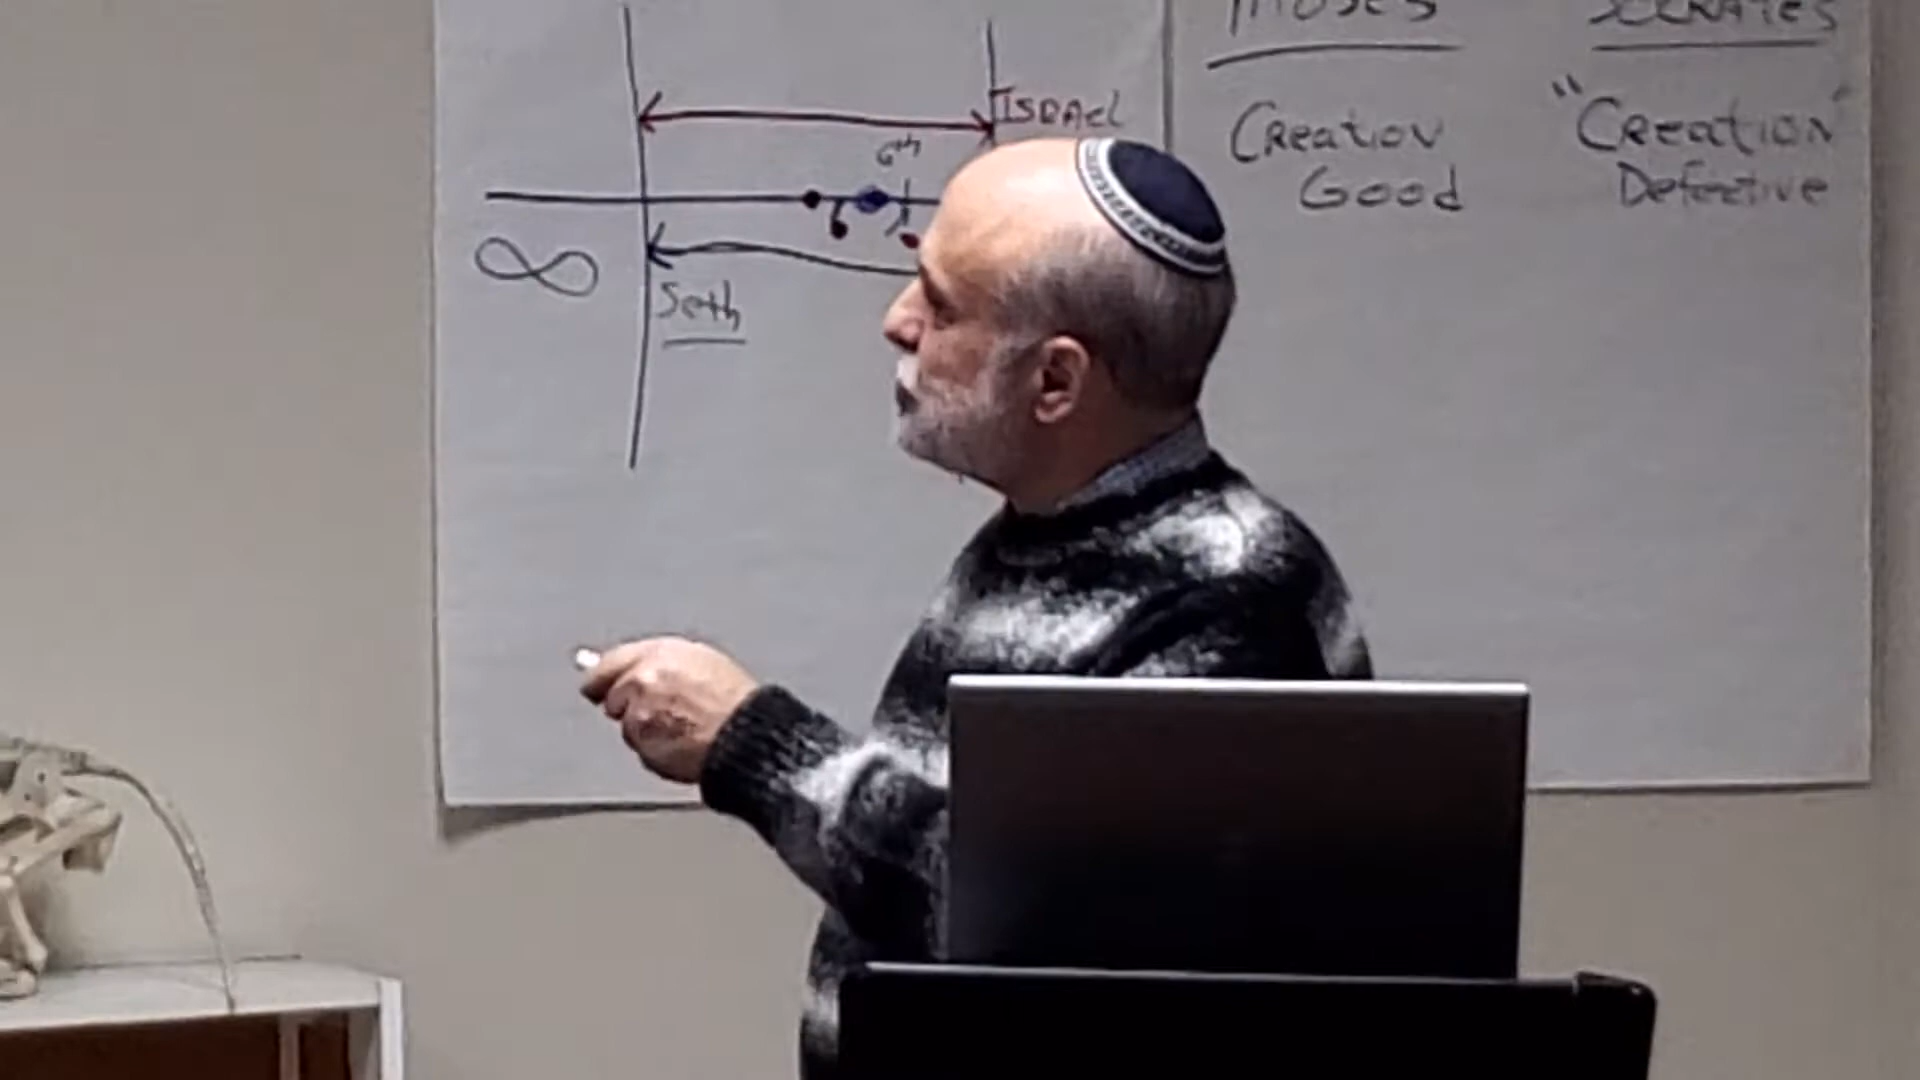 ISRAEL
6th
∞
Seth
MOSES
Creation
Good
SOCRATES
"Creation"
Defective